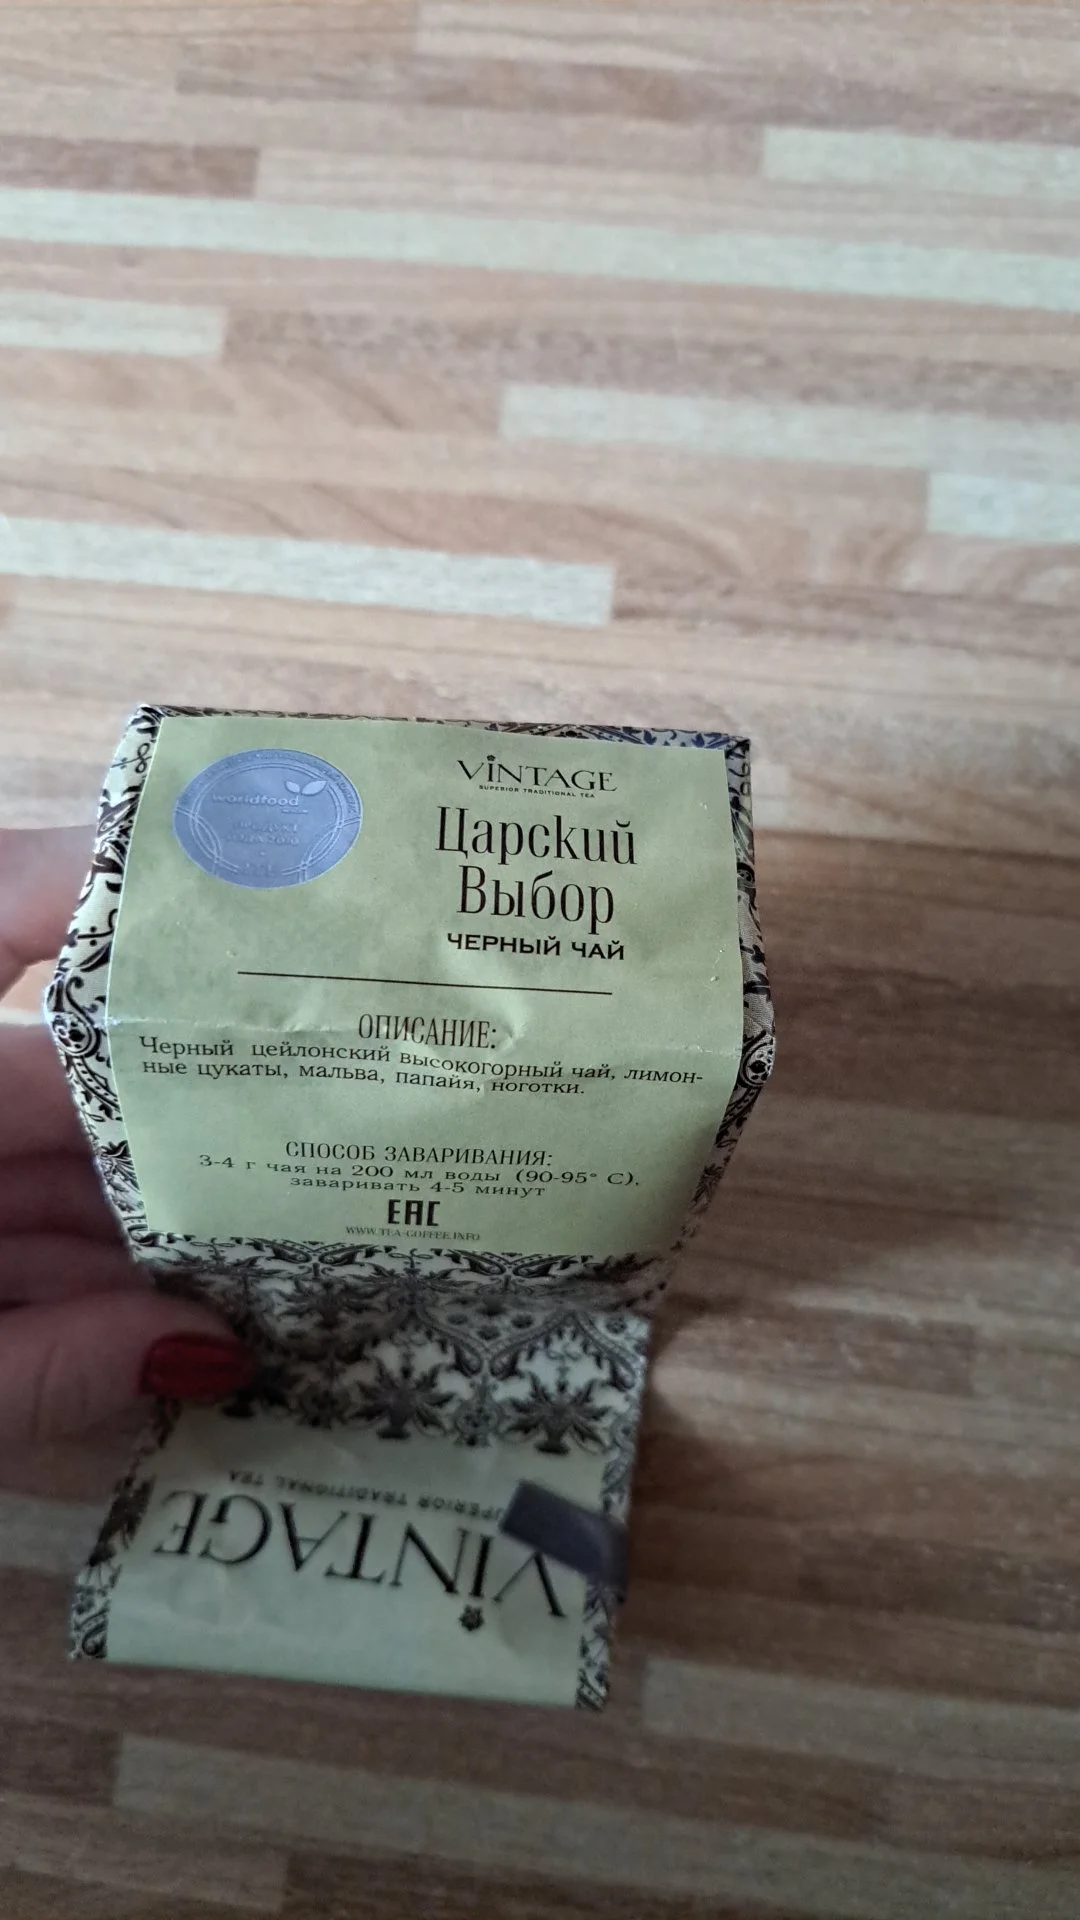 worldfood
VINTAGE
SUPERIOR TRADITIONAL TEA
Царский
Выбор
ЧЕРНЫЙ ЧАЙ
ОПИСАНИЕ:
Черный цейлонский высокогорный чай, лимон-
ные цукаты, мальва, папайя, ноготки.
СПОСОБ ЗАВАРИВАНИЯ:
3-4 г чая на 200 мл воды (90-95° С),
заваривать 4-5 минут
EAC
WWW.TEA-COFFEE.INFO
VINTAGE
TRADITIONAL TEA